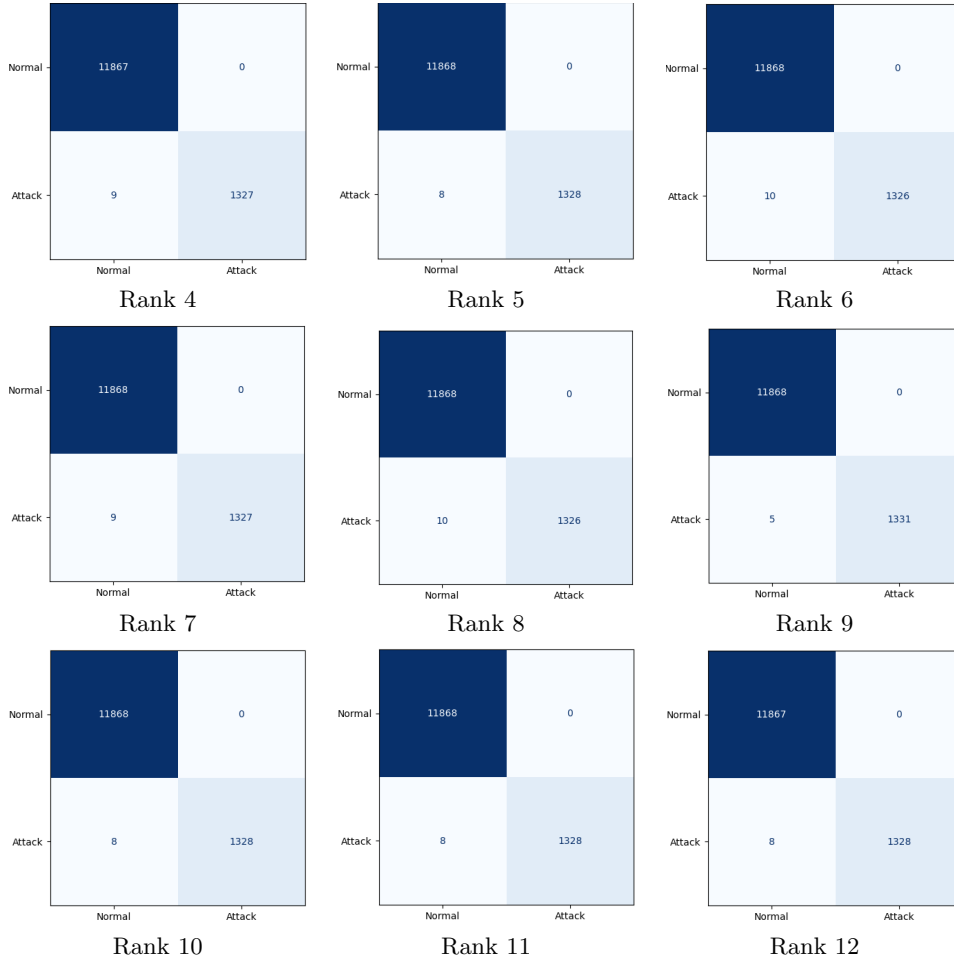 Normal 11867 0
Attack 9 1327
Normal Attack
Rank 4
Normal 11868 0
Attack 8 1328
Normal Attack
Rank 5
Normal 11868 0
Attack 10 1326
Normal Attack
Rank 6
Normal 11868 0
Attack 9 1327
Normal Attack
Rank 7
Normal 11868 0
Attack 10 1326
Normal Attack
Rank 8
Normal 11868 0
Attack 5 1331
Normal Attack
Rank 9
Normal 11868 0
Attack 8 1328
Normal Attack
Rank 10
Normal 11868 0
Attack 8 1328
Normal Attack
Rank 11
Normal 11867 0
Attack 8 1328
Normal Attack
Rank 12